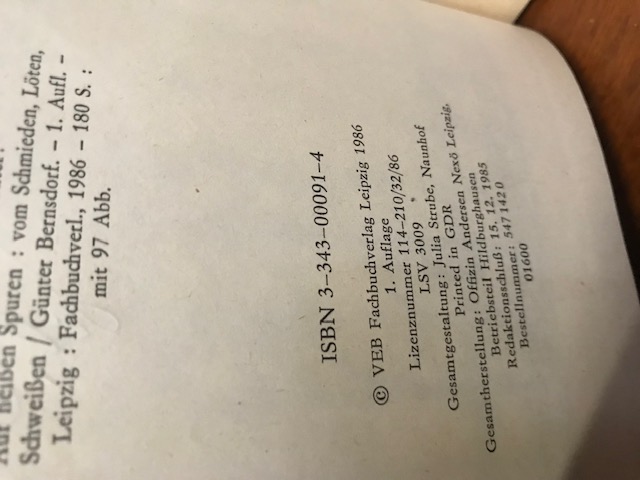 Auf heißen Spuren : vom Schmieden, Löten,
Schweißen / Günter Bernsdorf. – 1. Aufl. –
Leipzig : Fachbuchverl., 1986 – 180 S. :
mit 97 Abb.
ISBN 3–343–00091–4
© VEB Fachbuchverlag Leipzig 1986
1. Auflage
Lizenznummer 114–210/32/86
LSV 3009
Gesamtgestaltung: Julia Strube, Naunhof
Printed in GDR
Gesamtherstellung: Offizin Andersen Nexö Leipzig,
Betriebsteil Hildburghausen
Redaktionsschluß: 15. 12. 1985
Bestellnummer: 547 142 0
01600